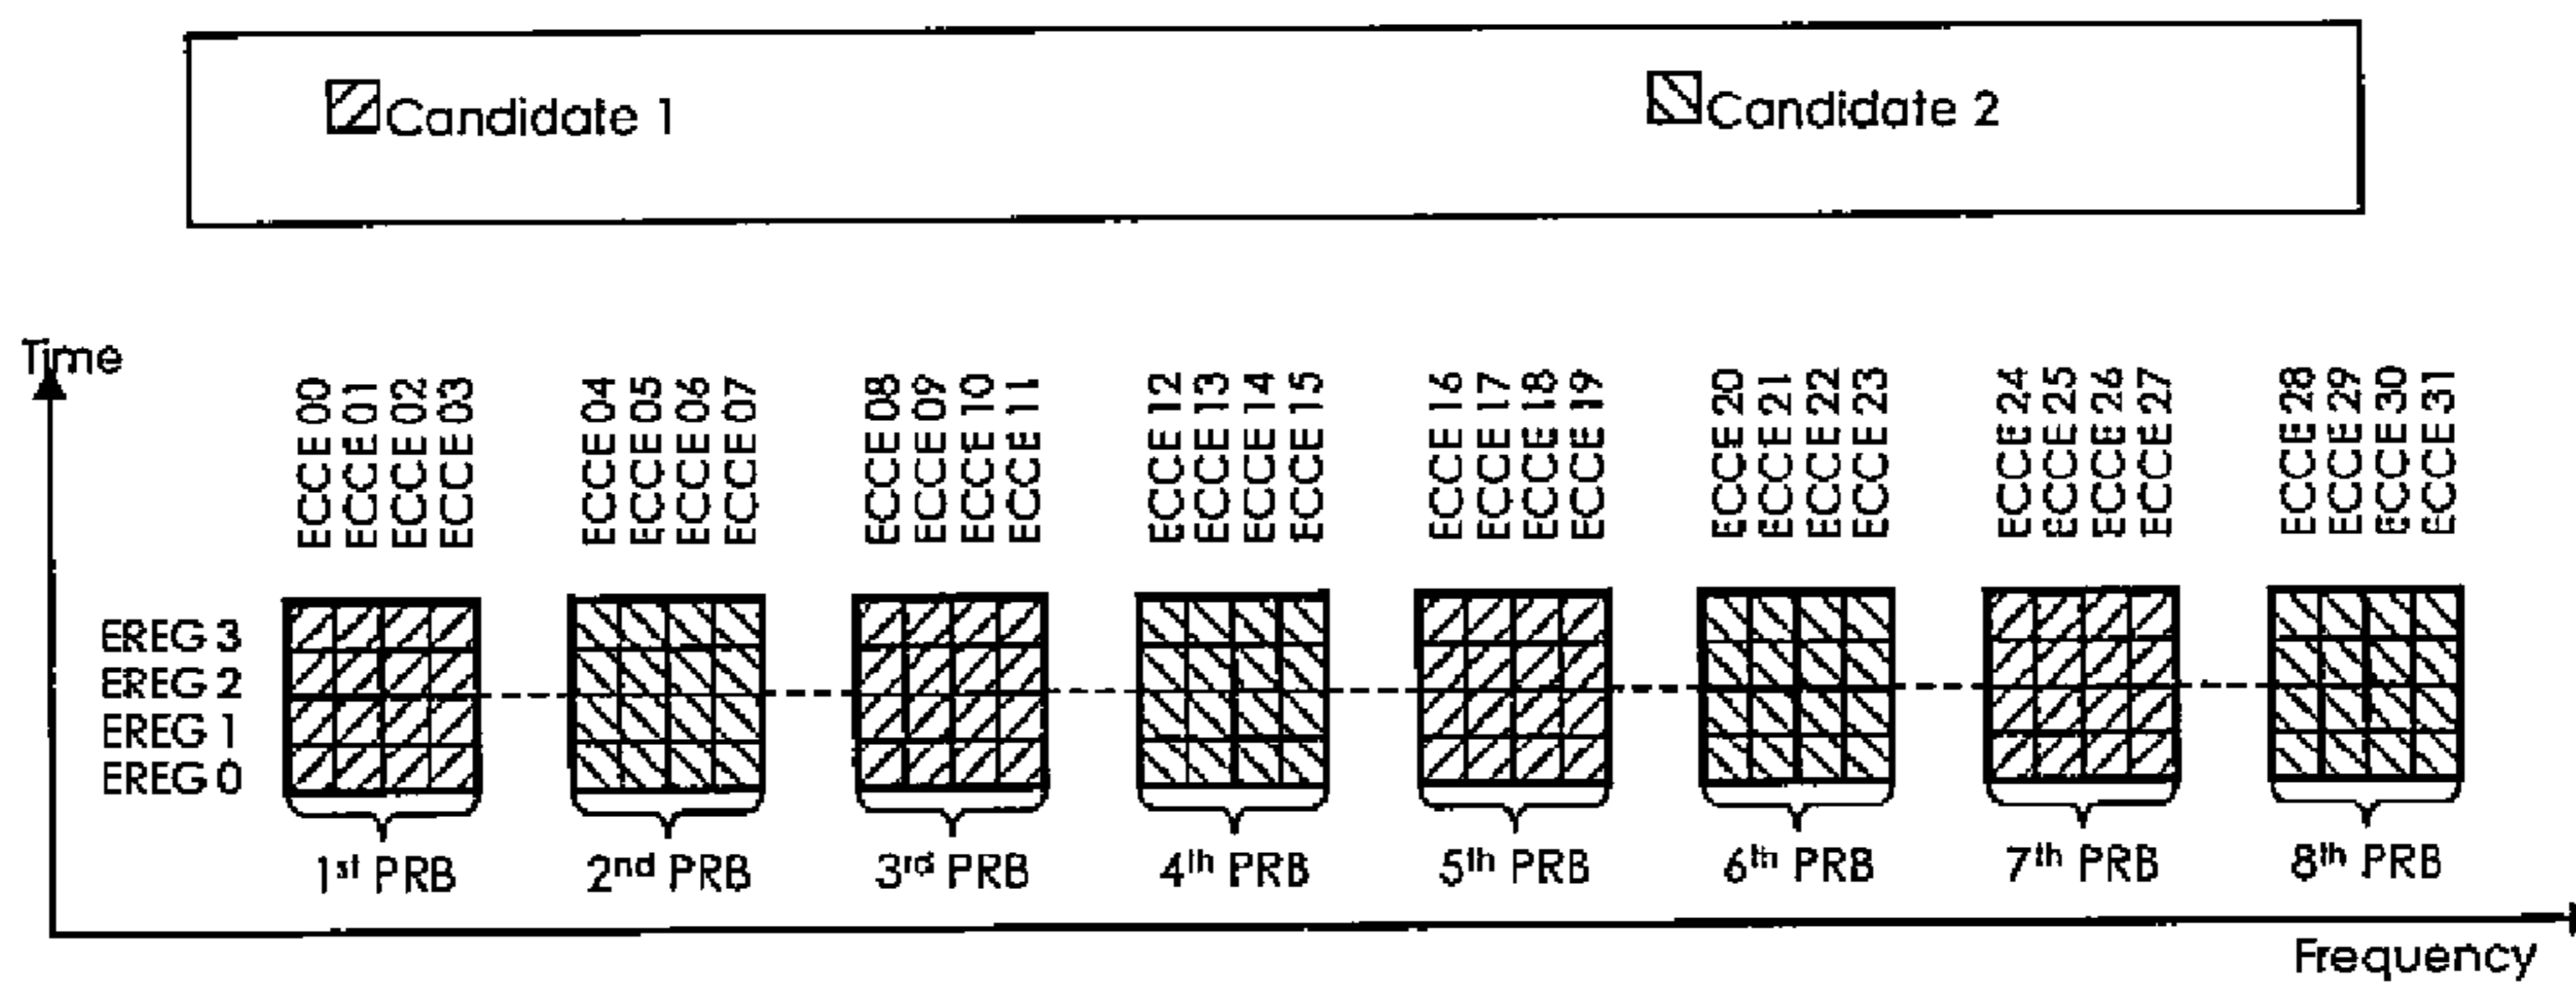 Candidate 1 Candidate 2
Time
ECCE 00
ECCE 01
ECCE 02
ECCE 03
ECCE 04
ECCE 05
ECCE 06
ECCE 07
ECCE 08
ECCE 09
ECCE 10
ECCE 11
ECCE 12
ECCE 13
ECCE 14
ECCE 15
ECCE 16
ECCE 17
ECCE 18
ECCE 19
ECCE 20
ECCE 21
ECCE 22
ECCE 23
ECCE 24
ECCE 25
ECCE 26
ECCE 27
ECCE 28
ECCE 29
ECCE 30
ECCE 31
EREG 3
EREG 2
EREG 1
EREG 0
1st PRB 2nd PRB 3rd PRB 4th PRB 5th PRB 6th PRB 7th PRB 8th PRB
Frequency